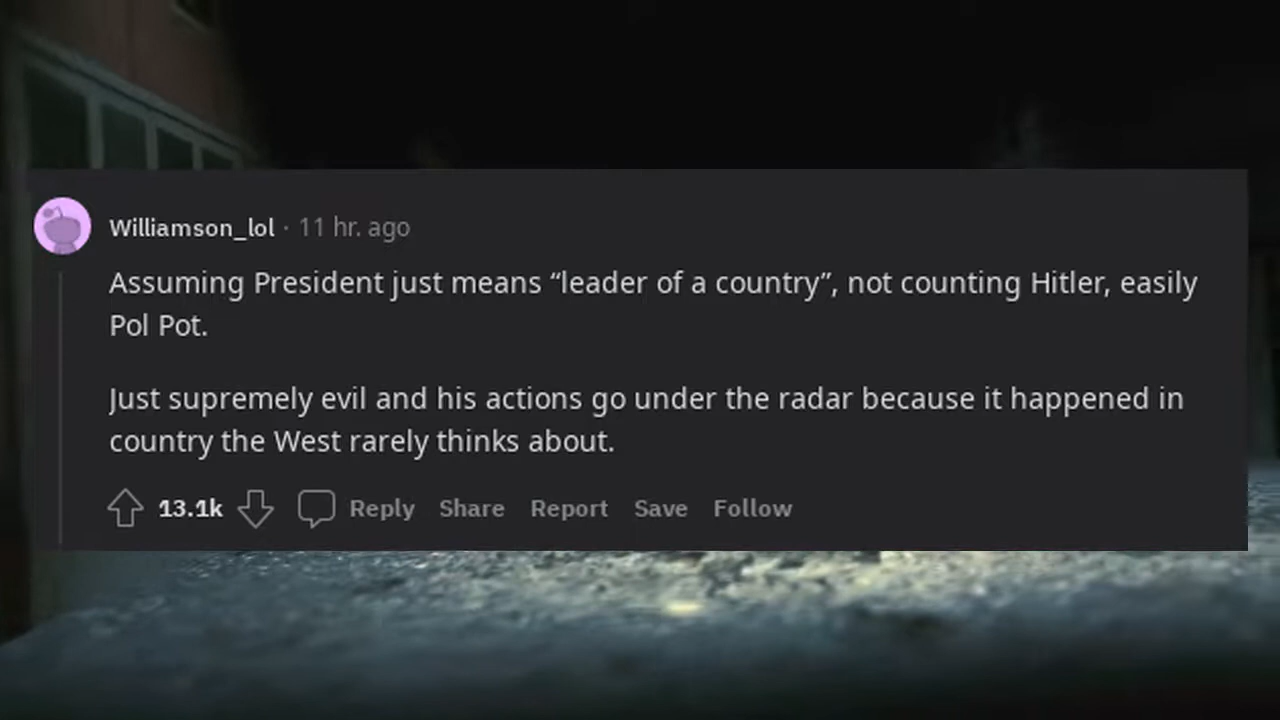 Williamson_lol · 11 hr. ago
Assuming President just means “leader of a country”, not counting Hitler, easily
Pol Pot.
Just supremely evil and his actions go under the radar because it happened in
country the West rarely thinks about.
13.1k Reply Share Report Save Follow